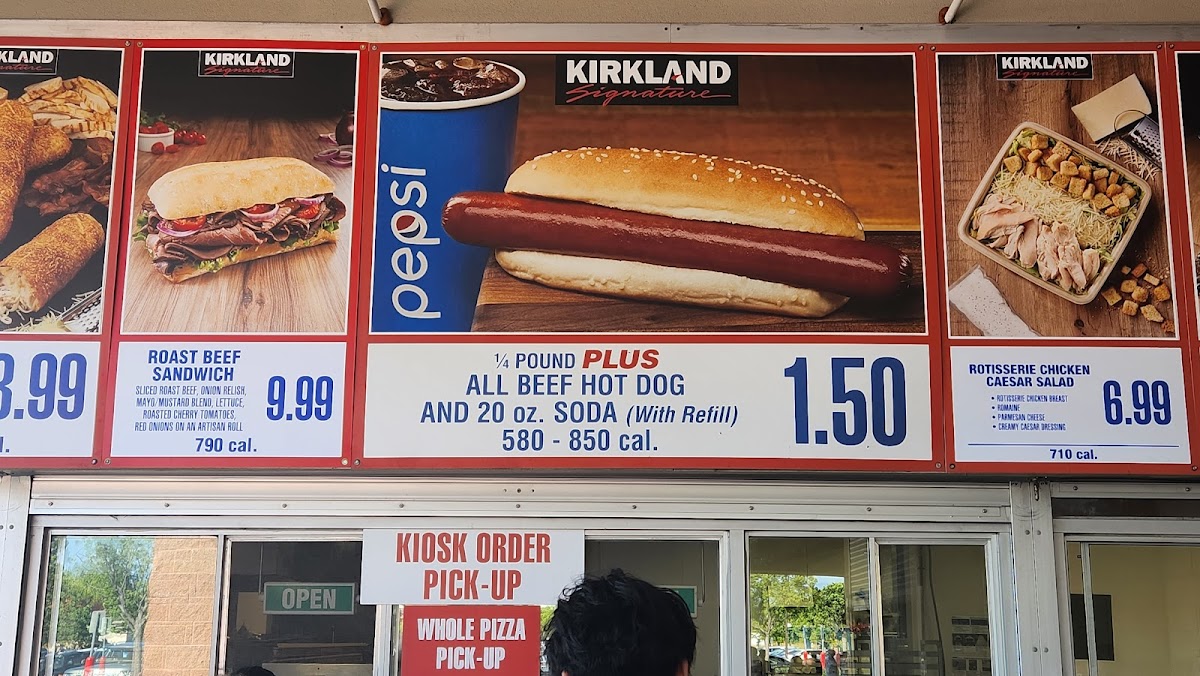 KLAND
Signature
3.99
KIRKLAND
Signature
ROAST BEEF
SANDWICH
SLICED ROAST BEEF, ONION RELISH,
MAYO/MUSTARD BLEND, LETTUCE,
ROASTED CHERRY TOMATOES,
RED ONIONS ON AN ARTISAN ROLL
9.99
790 cal.
pepsi
KIRKLAND
Signature
¼ POUND PLUS
ALL BEEF HOT DOG
AND 20 oz. SODA (With Refill)
580 - 850 cal.
1.50
KIRKLAND
Signature
ROTISSERIE CHICKEN
CAESAR SALAD
• ROTISSERIE CHICKEN BREAST
• ROMAINE
• PARMESAN CHEESE
• CREAMY CAESAR DRESSING
6.99
710 cal.
OPEN
KIOSK ORDER
PICK-UP
WHOLE PIZZA
PICK-UP